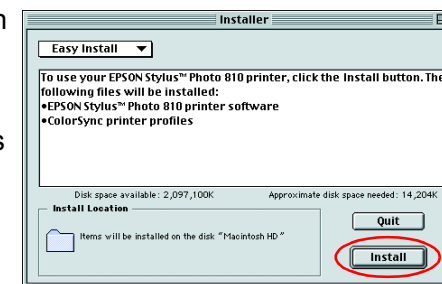 Installer
Easy Install
To use your EPSON Stylus™ Photo 810 printer, click the Install button. The
following files will be installed:
•EPSON Stylus™ Photo 810 printer software
•ColorSync printer profiles
Disk space available: 2,097,100K Approximate disk space needed: 14,204K
Install Location
Items will be installed on the disk "Macintosh HD"
Quit
Install